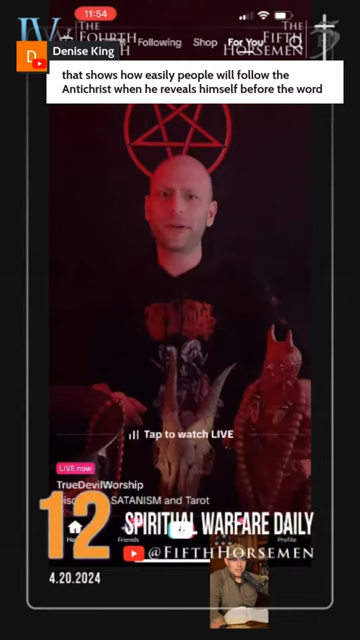 11:54
IV THE FOURTH HORSEMEN
Following Shop For You
THE FIFTH HORSEMEN 5
D Denise King
that shows how easily people will follow the
Antichrist when he reveals himself before the word
Tap to watch LIVE
LIVE now
TrueDevilWorship
SATANISM and Tarot
12 SPIRITUAL WARFARE DAILY
Friends
Profile
@FIFTHHORSEMEN
4.20.2024